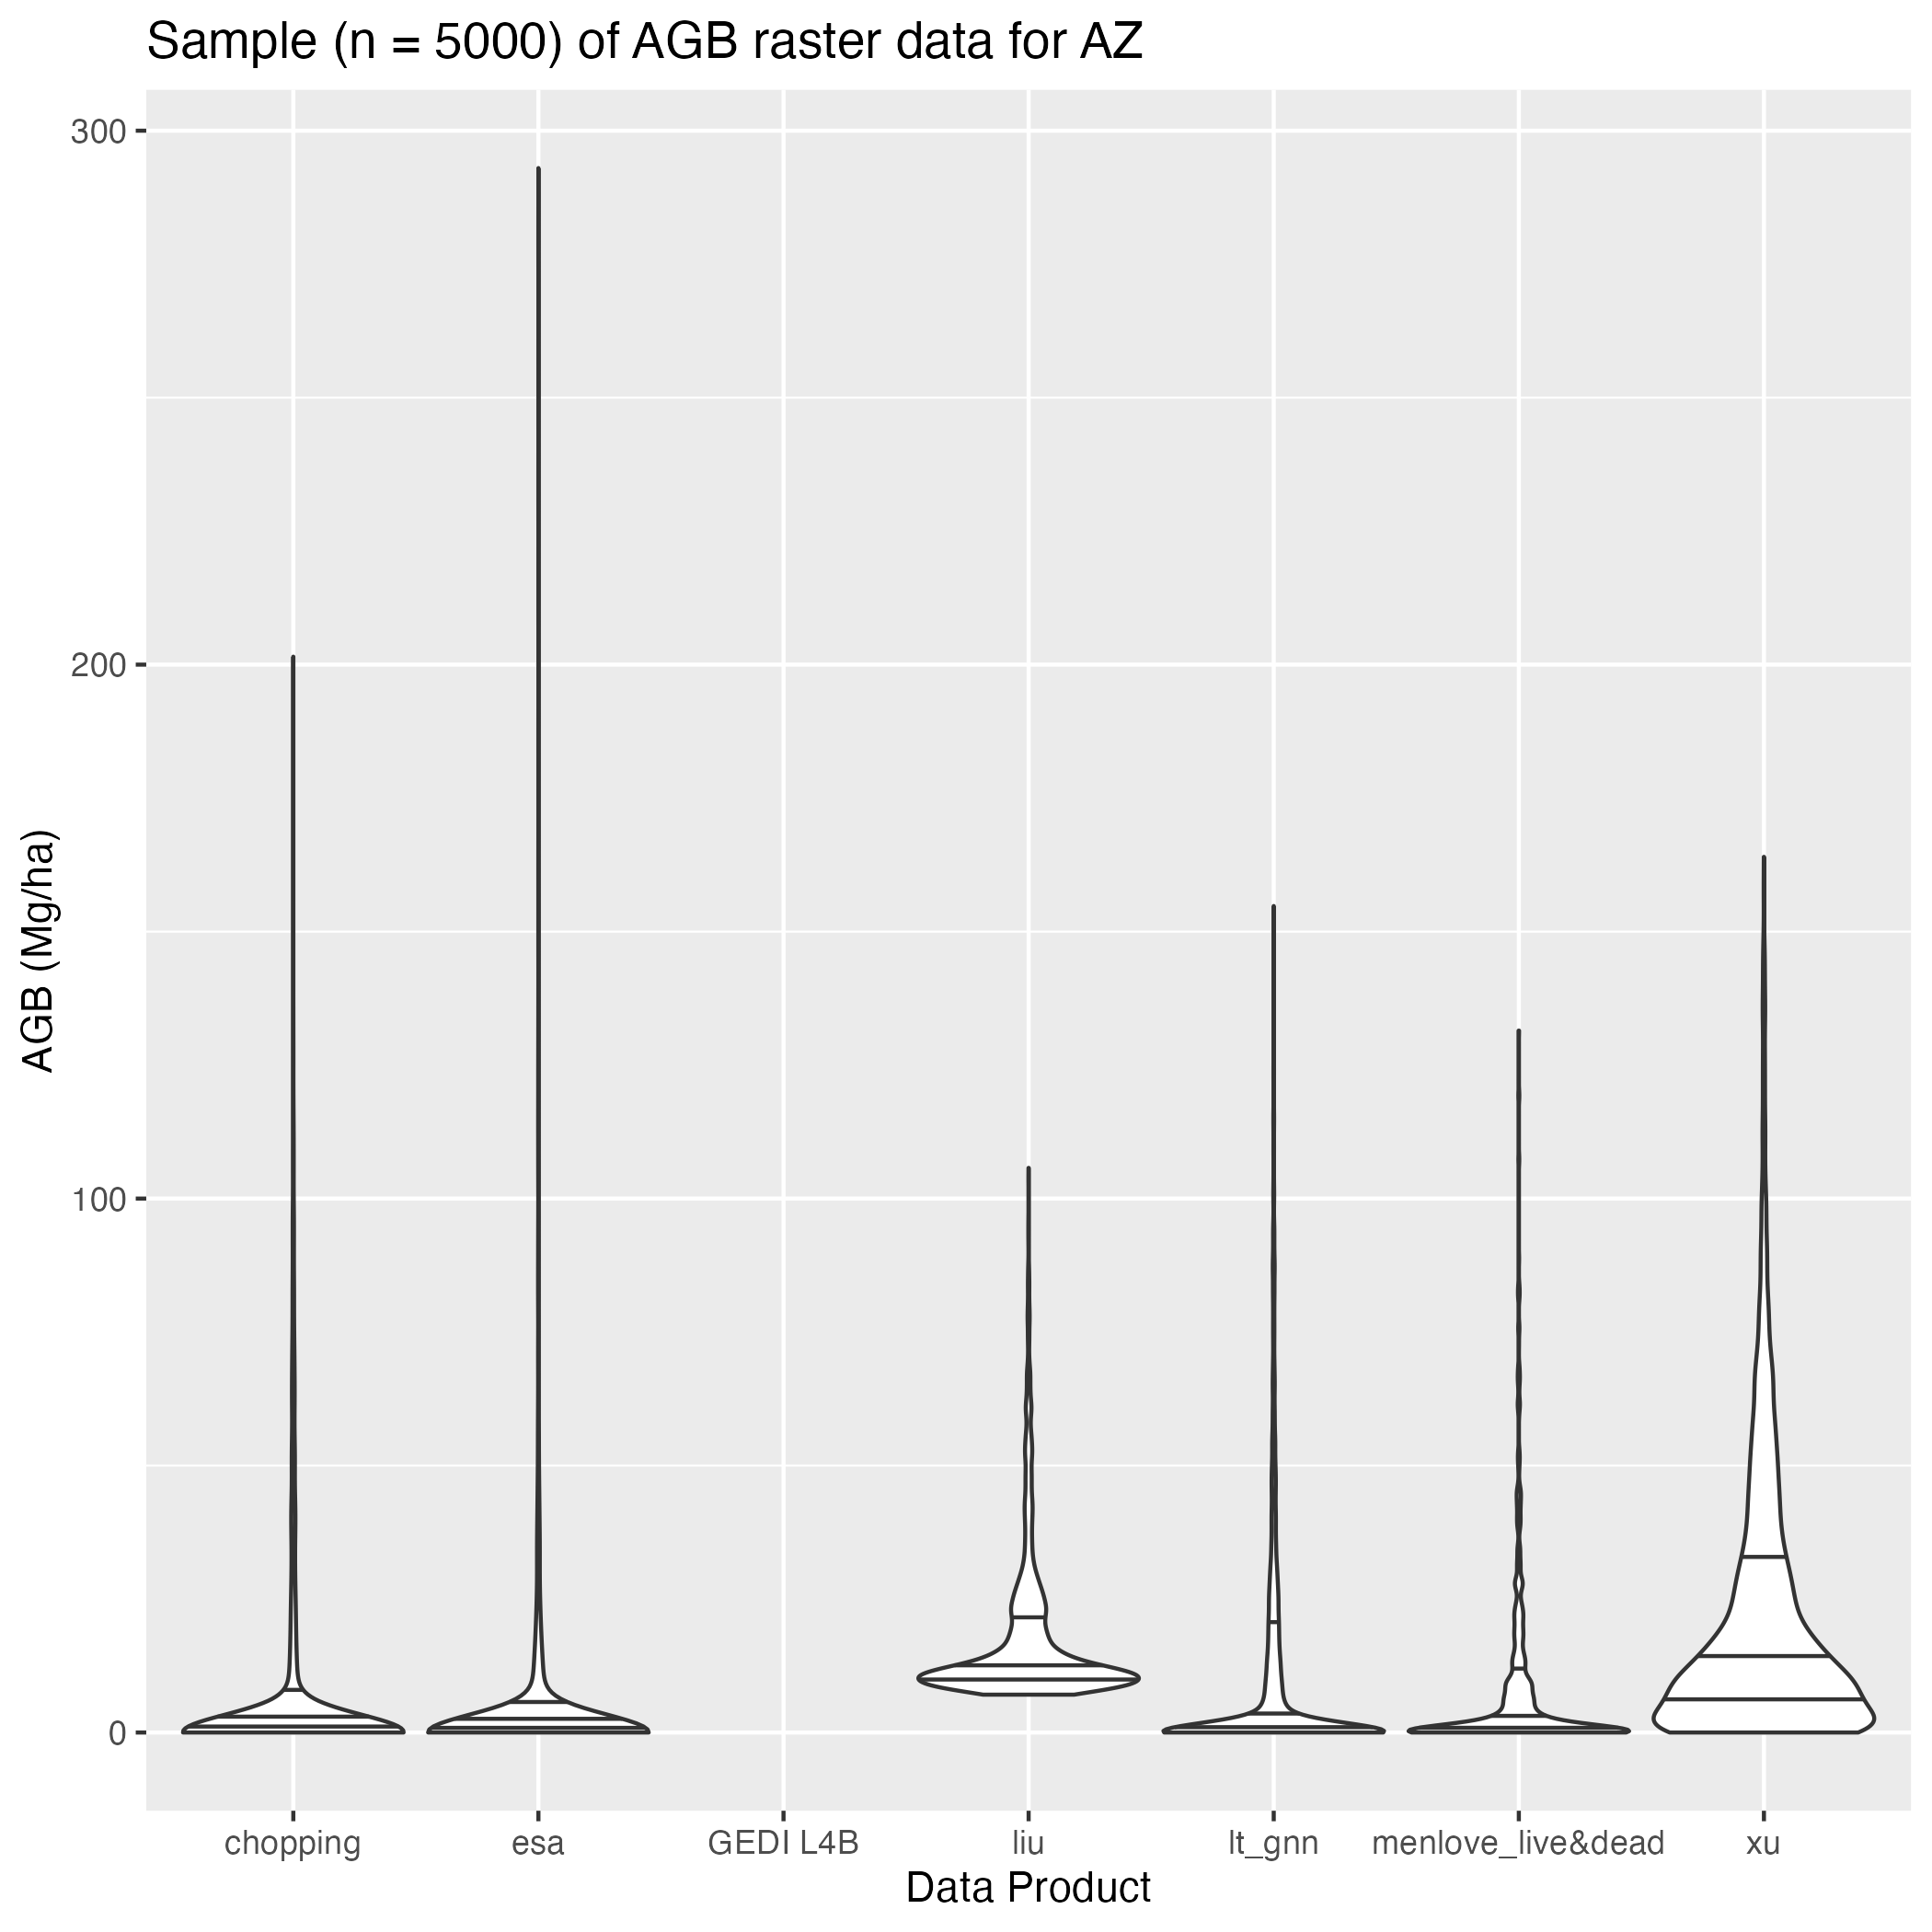 Sample (n = 5000) of AGB raster data for AZ
300
200
100
0
AGB (Mg/ha)
chopping esa GEDI L4B liu lt_gnn menlove_live&dead xu
Data Product